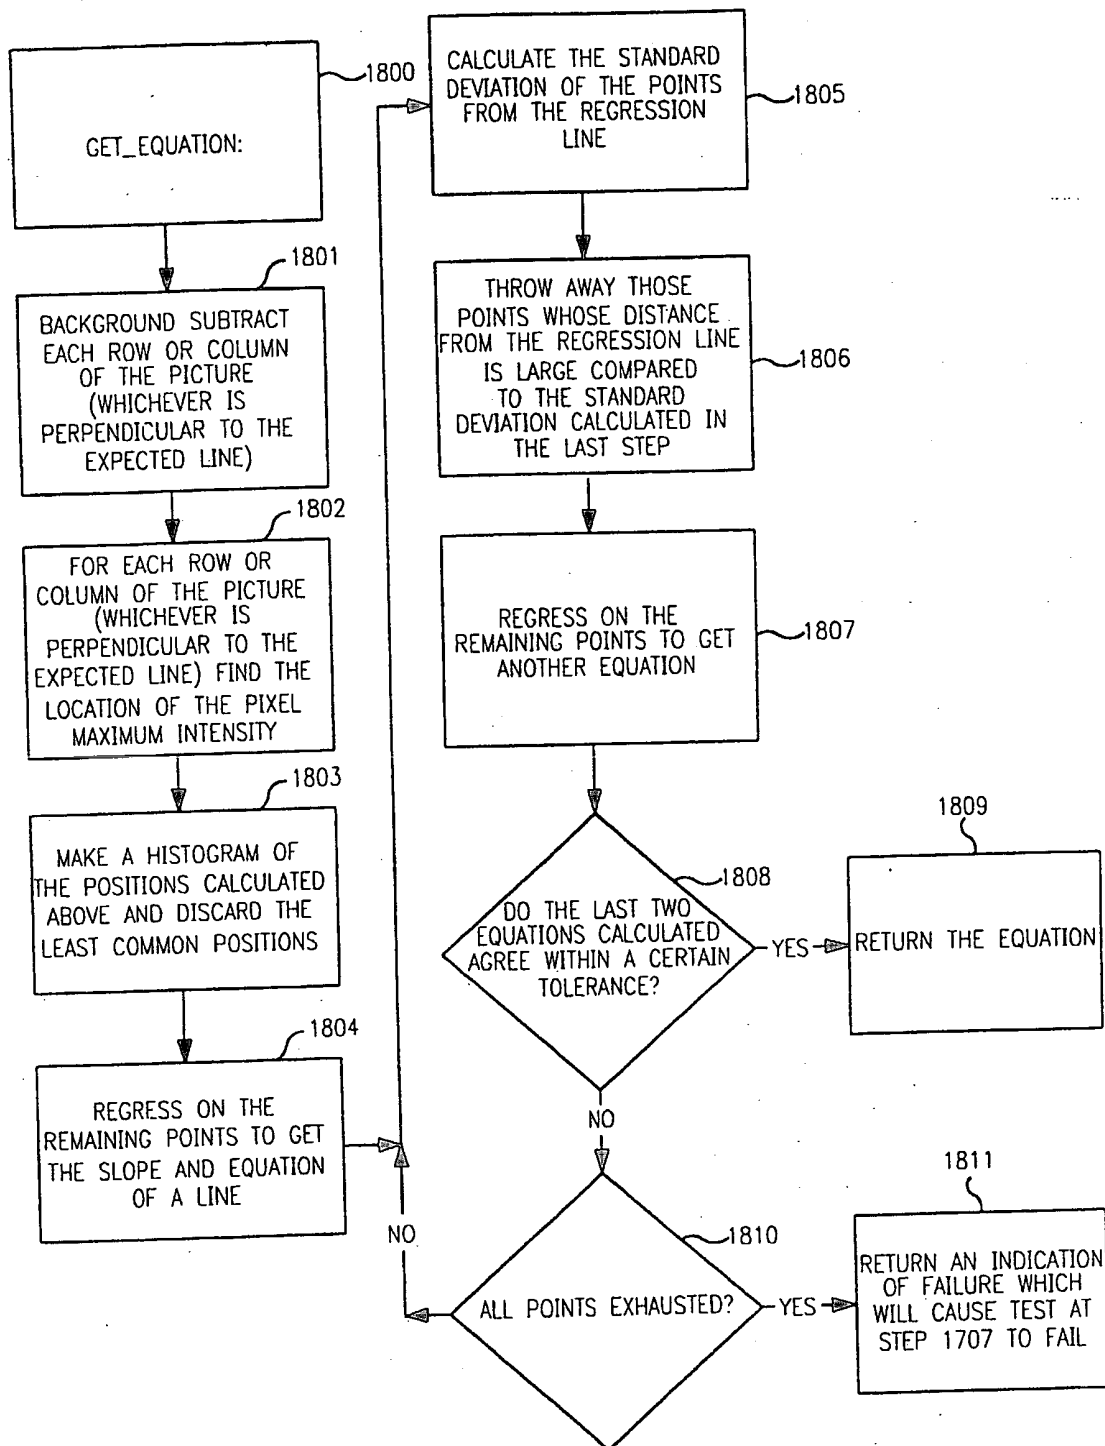 1800
GET_EQUATION:
1801
BACKGROUND SUBTRACT
EACH ROW OR COLUMN
OF THE PICTURE
(WHICHEVER IS
PERPENDICULAR TO THE
EXPECTED LINE)
1802
FOR EACH ROW OR
COLUMN OF THE PICTURE
(WHICHEVER IS
PERPENDICULAR TO THE
EXPECTED LINE) FIND THE
LOCATION OF THE PIXEL
MAXIMUM INTENSITY
1803
MAKE A HISTOGRAM OF
THE POSITIONS CALCULATED
ABOVE AND DISCARD THE
LEAST COMMON POSITIONS
1804
REGRESS ON THE
REMAINING POINTS TO GET
THE SLOPE AND EQUATION
OF A LINE
CALCULATE THE STANDARD
DEVIATION OF THE POINTS
FROM THE REGRESSION
LINE
1805
THROW AWAY THOSE
POINTS WHOSE DISTANCE
FROM THE REGRESSION LINE
IS LARGE COMPARED
TO THE STANDARD
DEVIATION CALCULATED IN
THE LAST STEP
1806
REGRESS ON THE
REMAINING POINTS TO GET
ANOTHER EQUATION
1807
1808
DO THE LAST TWO
EQUATIONS CALCULATED
AGREE WITHIN A CERTAIN
TOLERANCE?
YES
1809
RETURN THE EQUATION
NO
1810
ALL POINTS EXHAUSTED?
NO
YES
1811
RETURN AN INDICATION
OF FAILURE WHICH
WILL CAUSE TEST AT
STEP 1707 TO FAIL